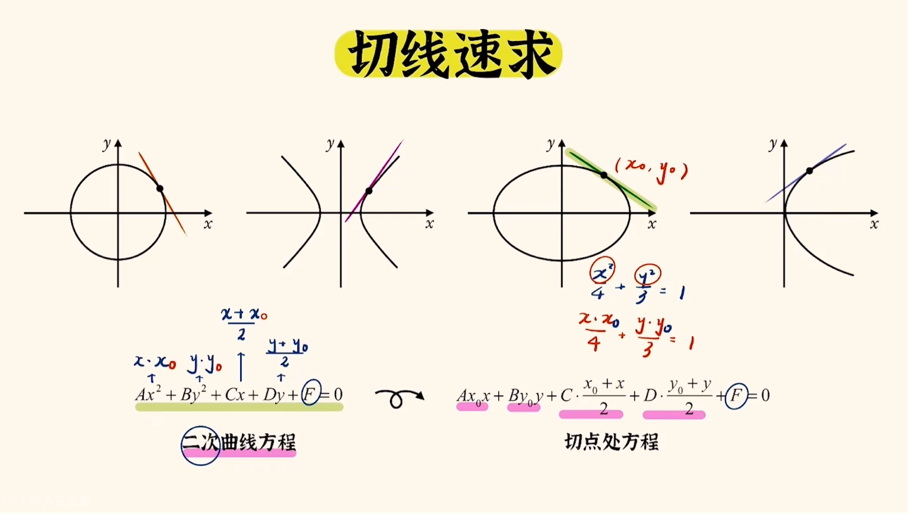 切线速求
y
x
y
x
y
(x₀, y₀)
x
y
x
x²/4 + y²/3 = 1
x·x₀/4 + y·y₀/3 = 1
x + x₀/2
y + y₀/2
x·x₀ y·y₀
Ax² + By² + Cx + Dy + F = 0
Ax₀x + By₀y + C · x₀ + x/2 + D · y₀ + y/2 + F = 0
二次曲线方程
切点处方程